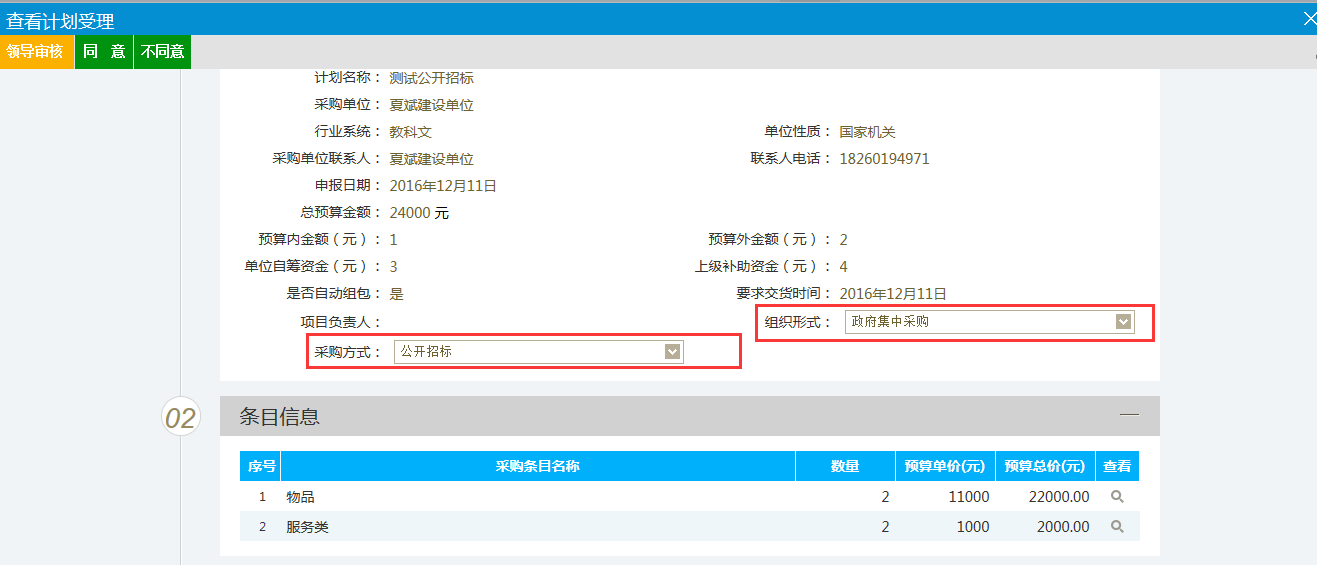 查看计划受理
领导审核 同 意 不同意
计划名称： 测试公开招标
采购单位： 夏斌建设单位
行业系统： 教科文 单位性质： 国家机关
采购单位联系人： 夏斌建设单位 联系人电话： 18260194971
申报日期： 2016年12月11日
总预算金额： 24000 元
预算内金额（元）： 1 预算外金额（元）： 2
单位自筹资金（元）： 3 上级补助资金（元）： 4
是否自动组包： 是 要求交货时间： 2016年12月11日
项目负责人： 组织形式： 政府集中采购
采购方式： 公开招标
02 条目信息
序号 采购条目名称 数量 预算单价(元) 预算总价(元) 查看
1 物品 2 11000 22000.00
2 服务类 2 1000 2000.00